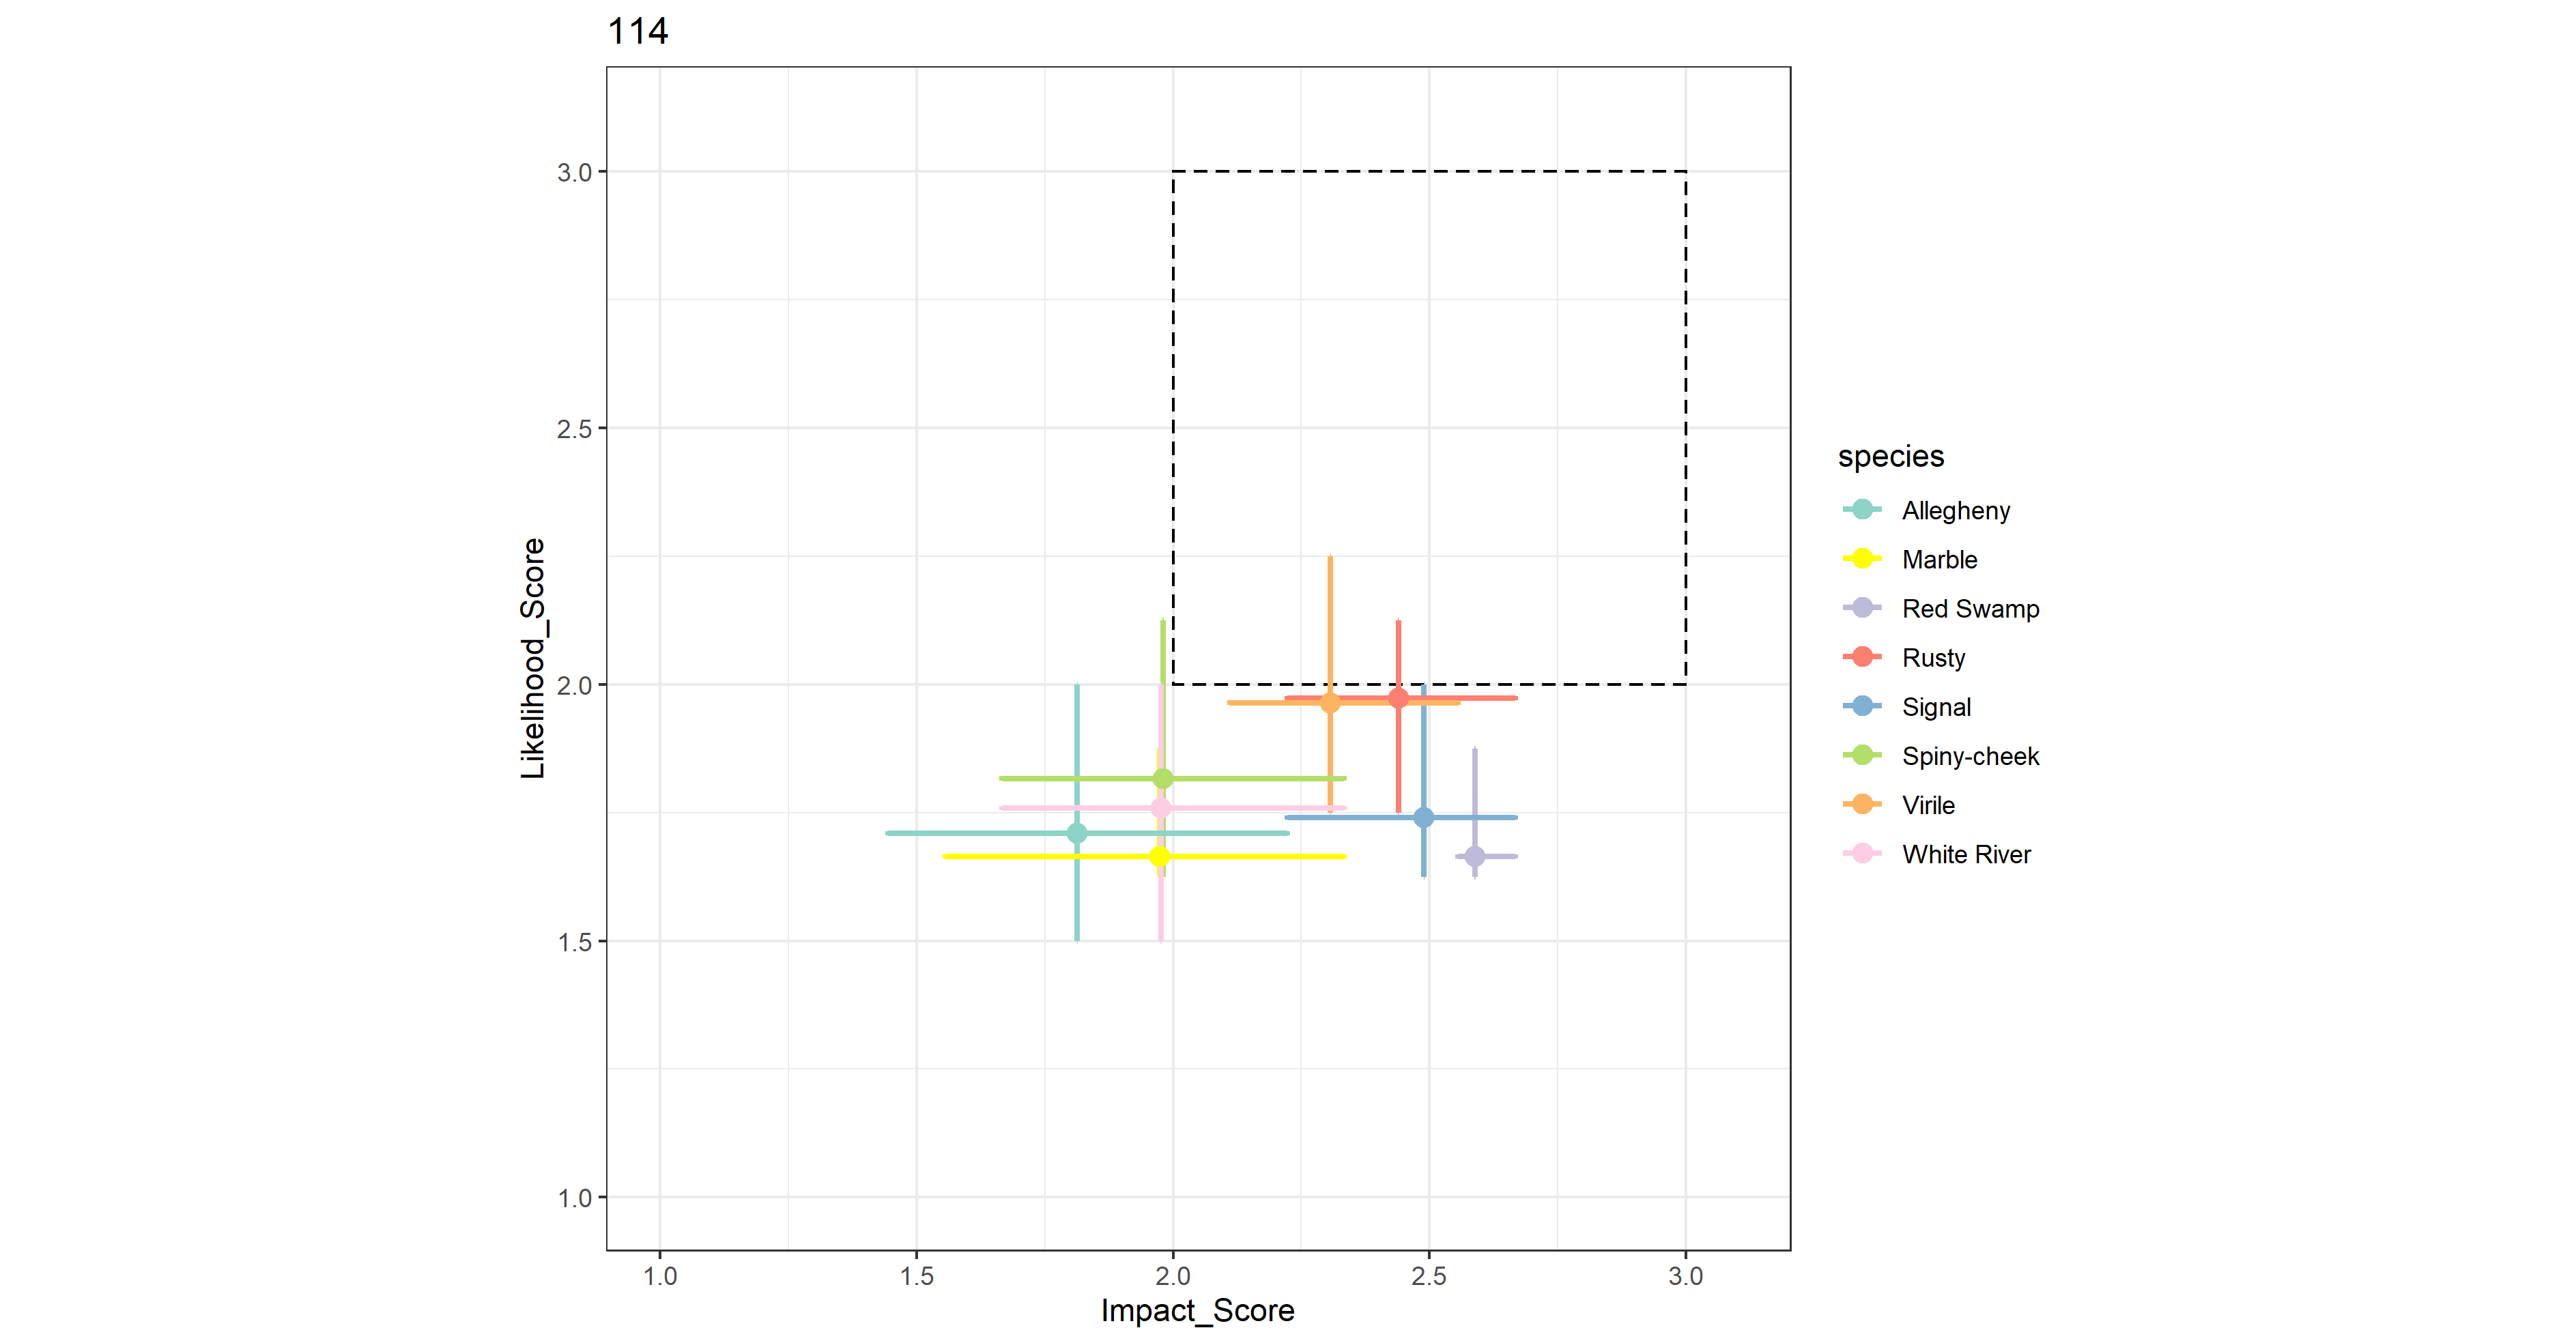 114
3.0
2.5
2.0
1.5
1.0
Likelihood_Score
1.0 1.5 2.0 2.5 3.0
Impact_Score
species
Allegheny
Marble
Red Swamp
Rusty
Signal
Spiny-cheek
Virile
White River